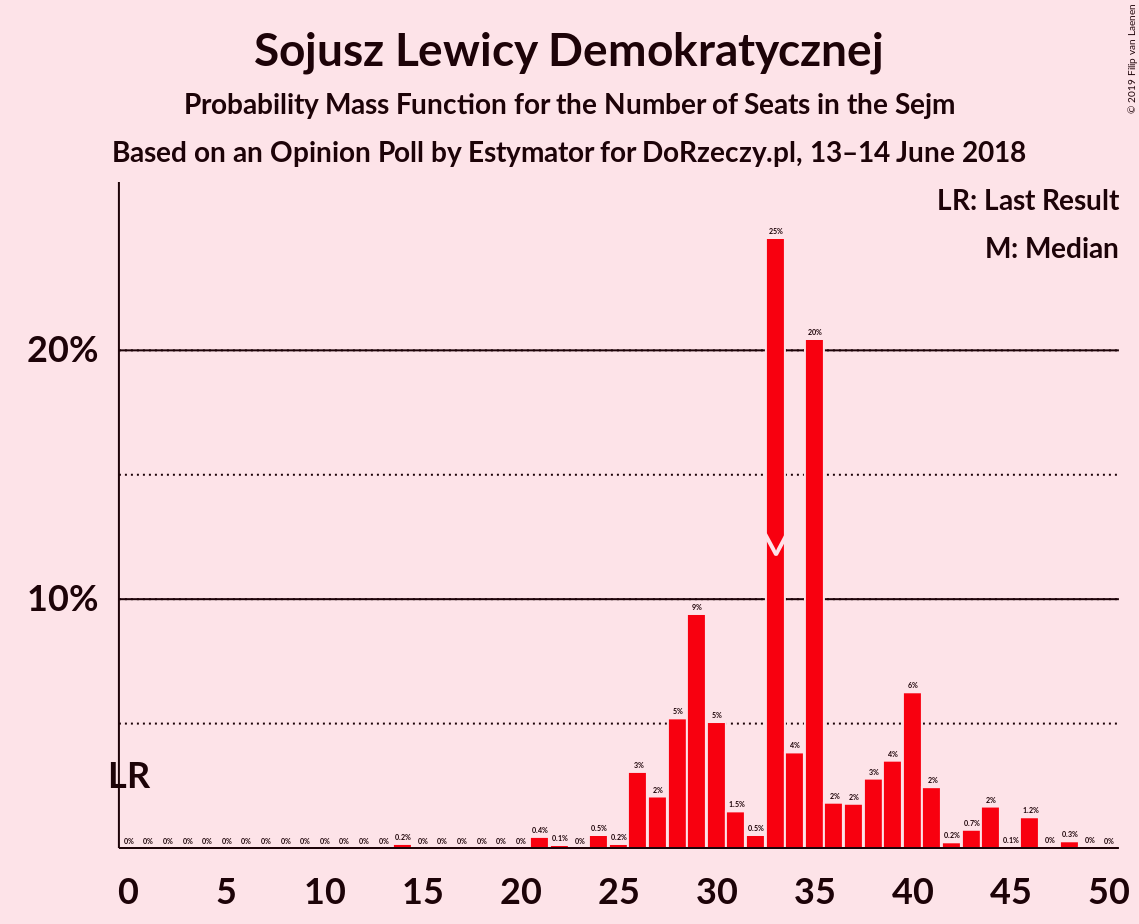 Sojusz Lewicy Demokratycznej
Probability Mass Function for the Number of Seats in the Sejm
Based on an Opinion Poll by Estymator for DoRzeczy.pl, 13–14 June 2018
© 2019 Filip van Laenen
LR: Last Result
M: Median
20%
10%
LR
M
0% 0% 0% 0% 0% 0% 0% 0% 0% 0% 0% 0% 0% 0% 0.2% 0% 0% 0% 0% 0% 0% 0.4% 0.1% 0% 0.5% 0.2% 3% 2% 5% 9% 5% 1.5% 0.5% 25% 4% 20% 2% 2% 3% 4% 6% 2% 0.2% 0.7% 2% 0.1% 1.2% 0% 0.3% 0% 0%
0 5 10 15 20 25 30 35 40 45 50